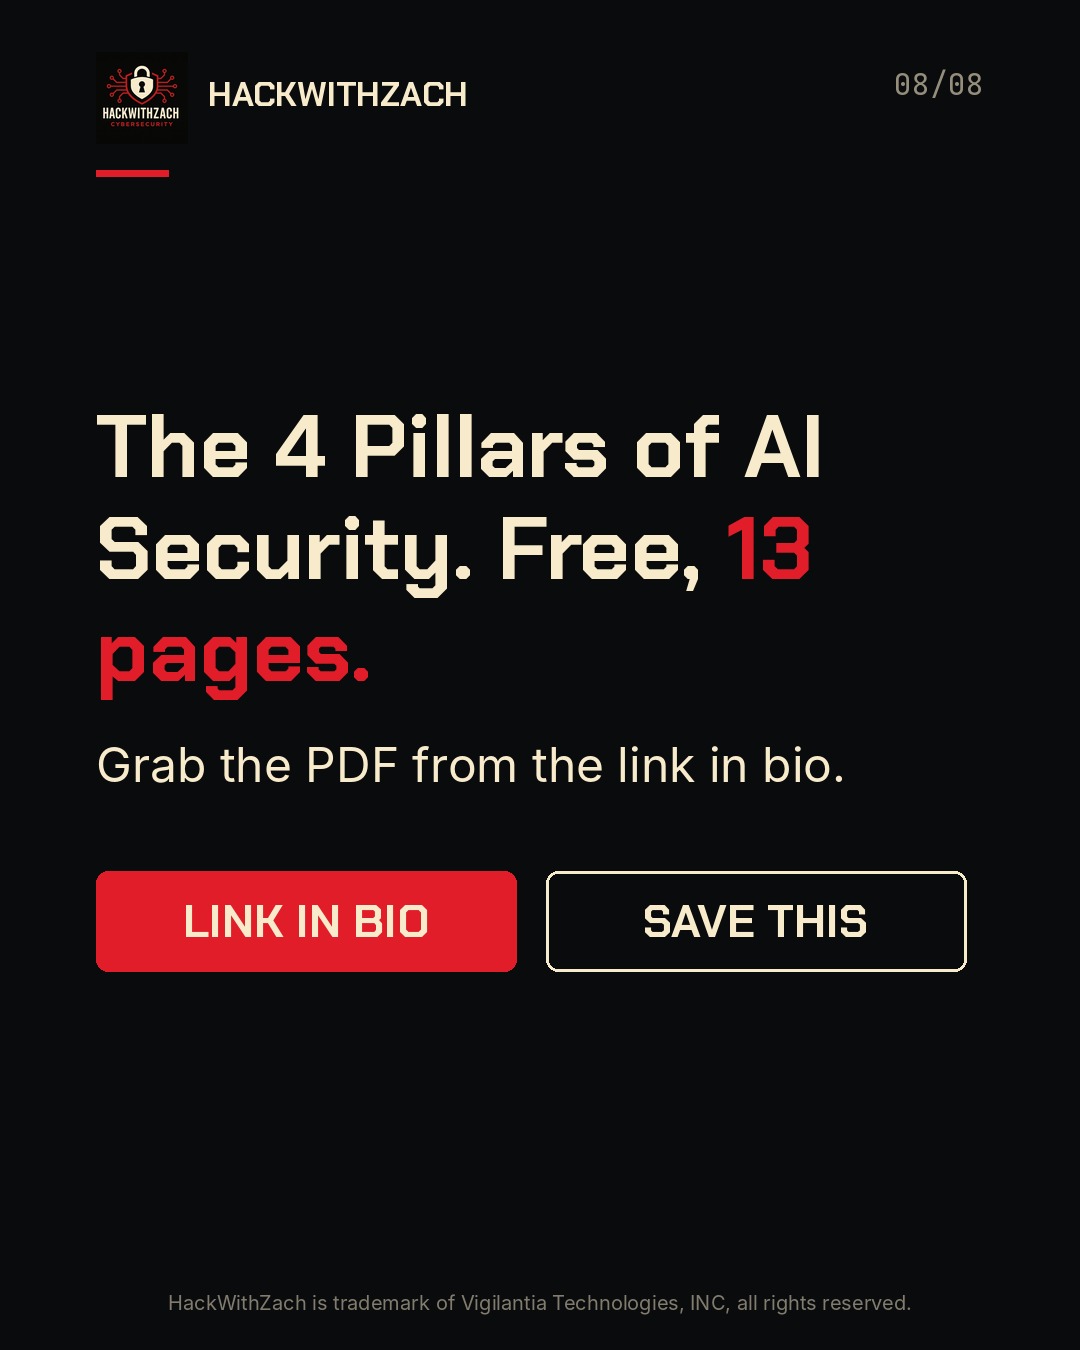 HACKWITHZACH
CYBERSECURITY
HACKWITHZACH
08/08
The 4 Pillars of AI
Security. Free, 13
pages.
Grab the PDF from the link in bio.
LINK IN BIO
SAVE THIS
HackWithZach is trademark of Vigilantia Technologies, INC, all rights reserved.